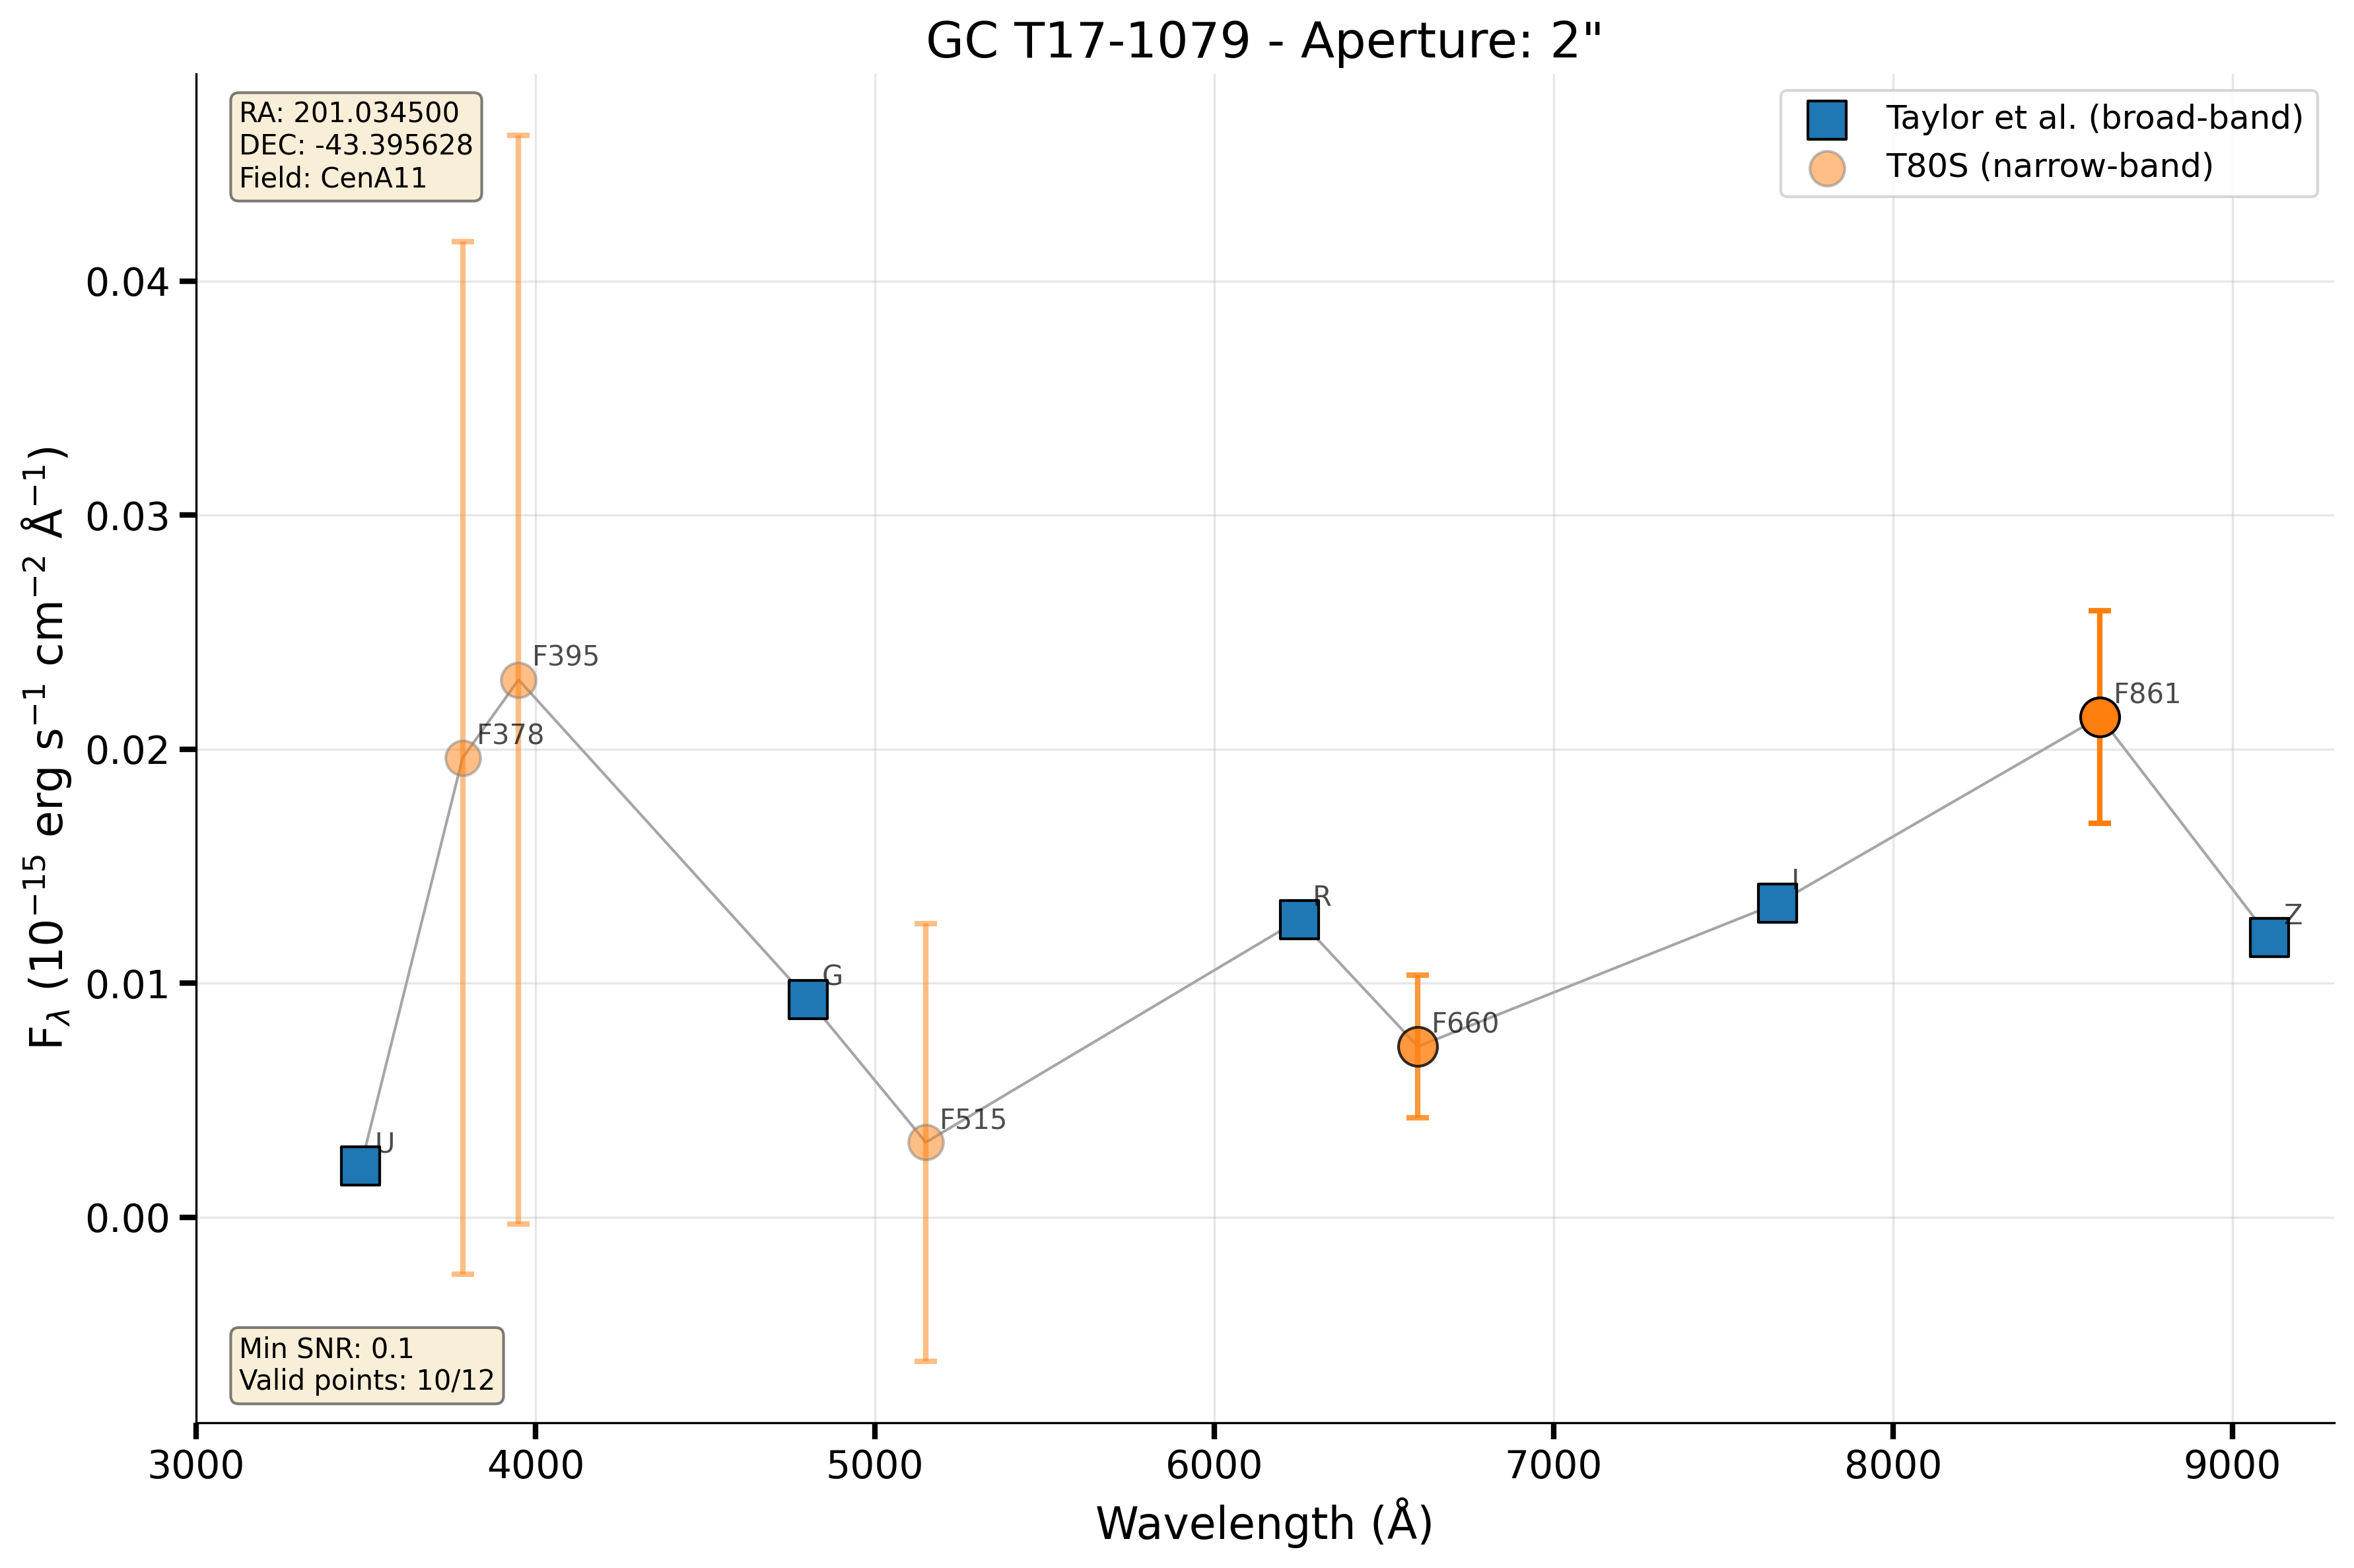 GC T17-1079 - Aperture: 2"
RA: 201.034500
DEC: -43.395628
Field: CenA11
Taylor et al. (broad-band)
T80S (narrow-band)
F395
F378
F861
R
I
Z
G
F660
F515
U
Min SNR: 0.1
Valid points: 10/12
0.04
0.03
0.02
0.01
0.00
F_λ (10⁻¹⁵ erg s⁻¹ cm⁻² Å⁻¹)
3000 4000 5000 6000 7000 8000 9000
Wavelength (Å)